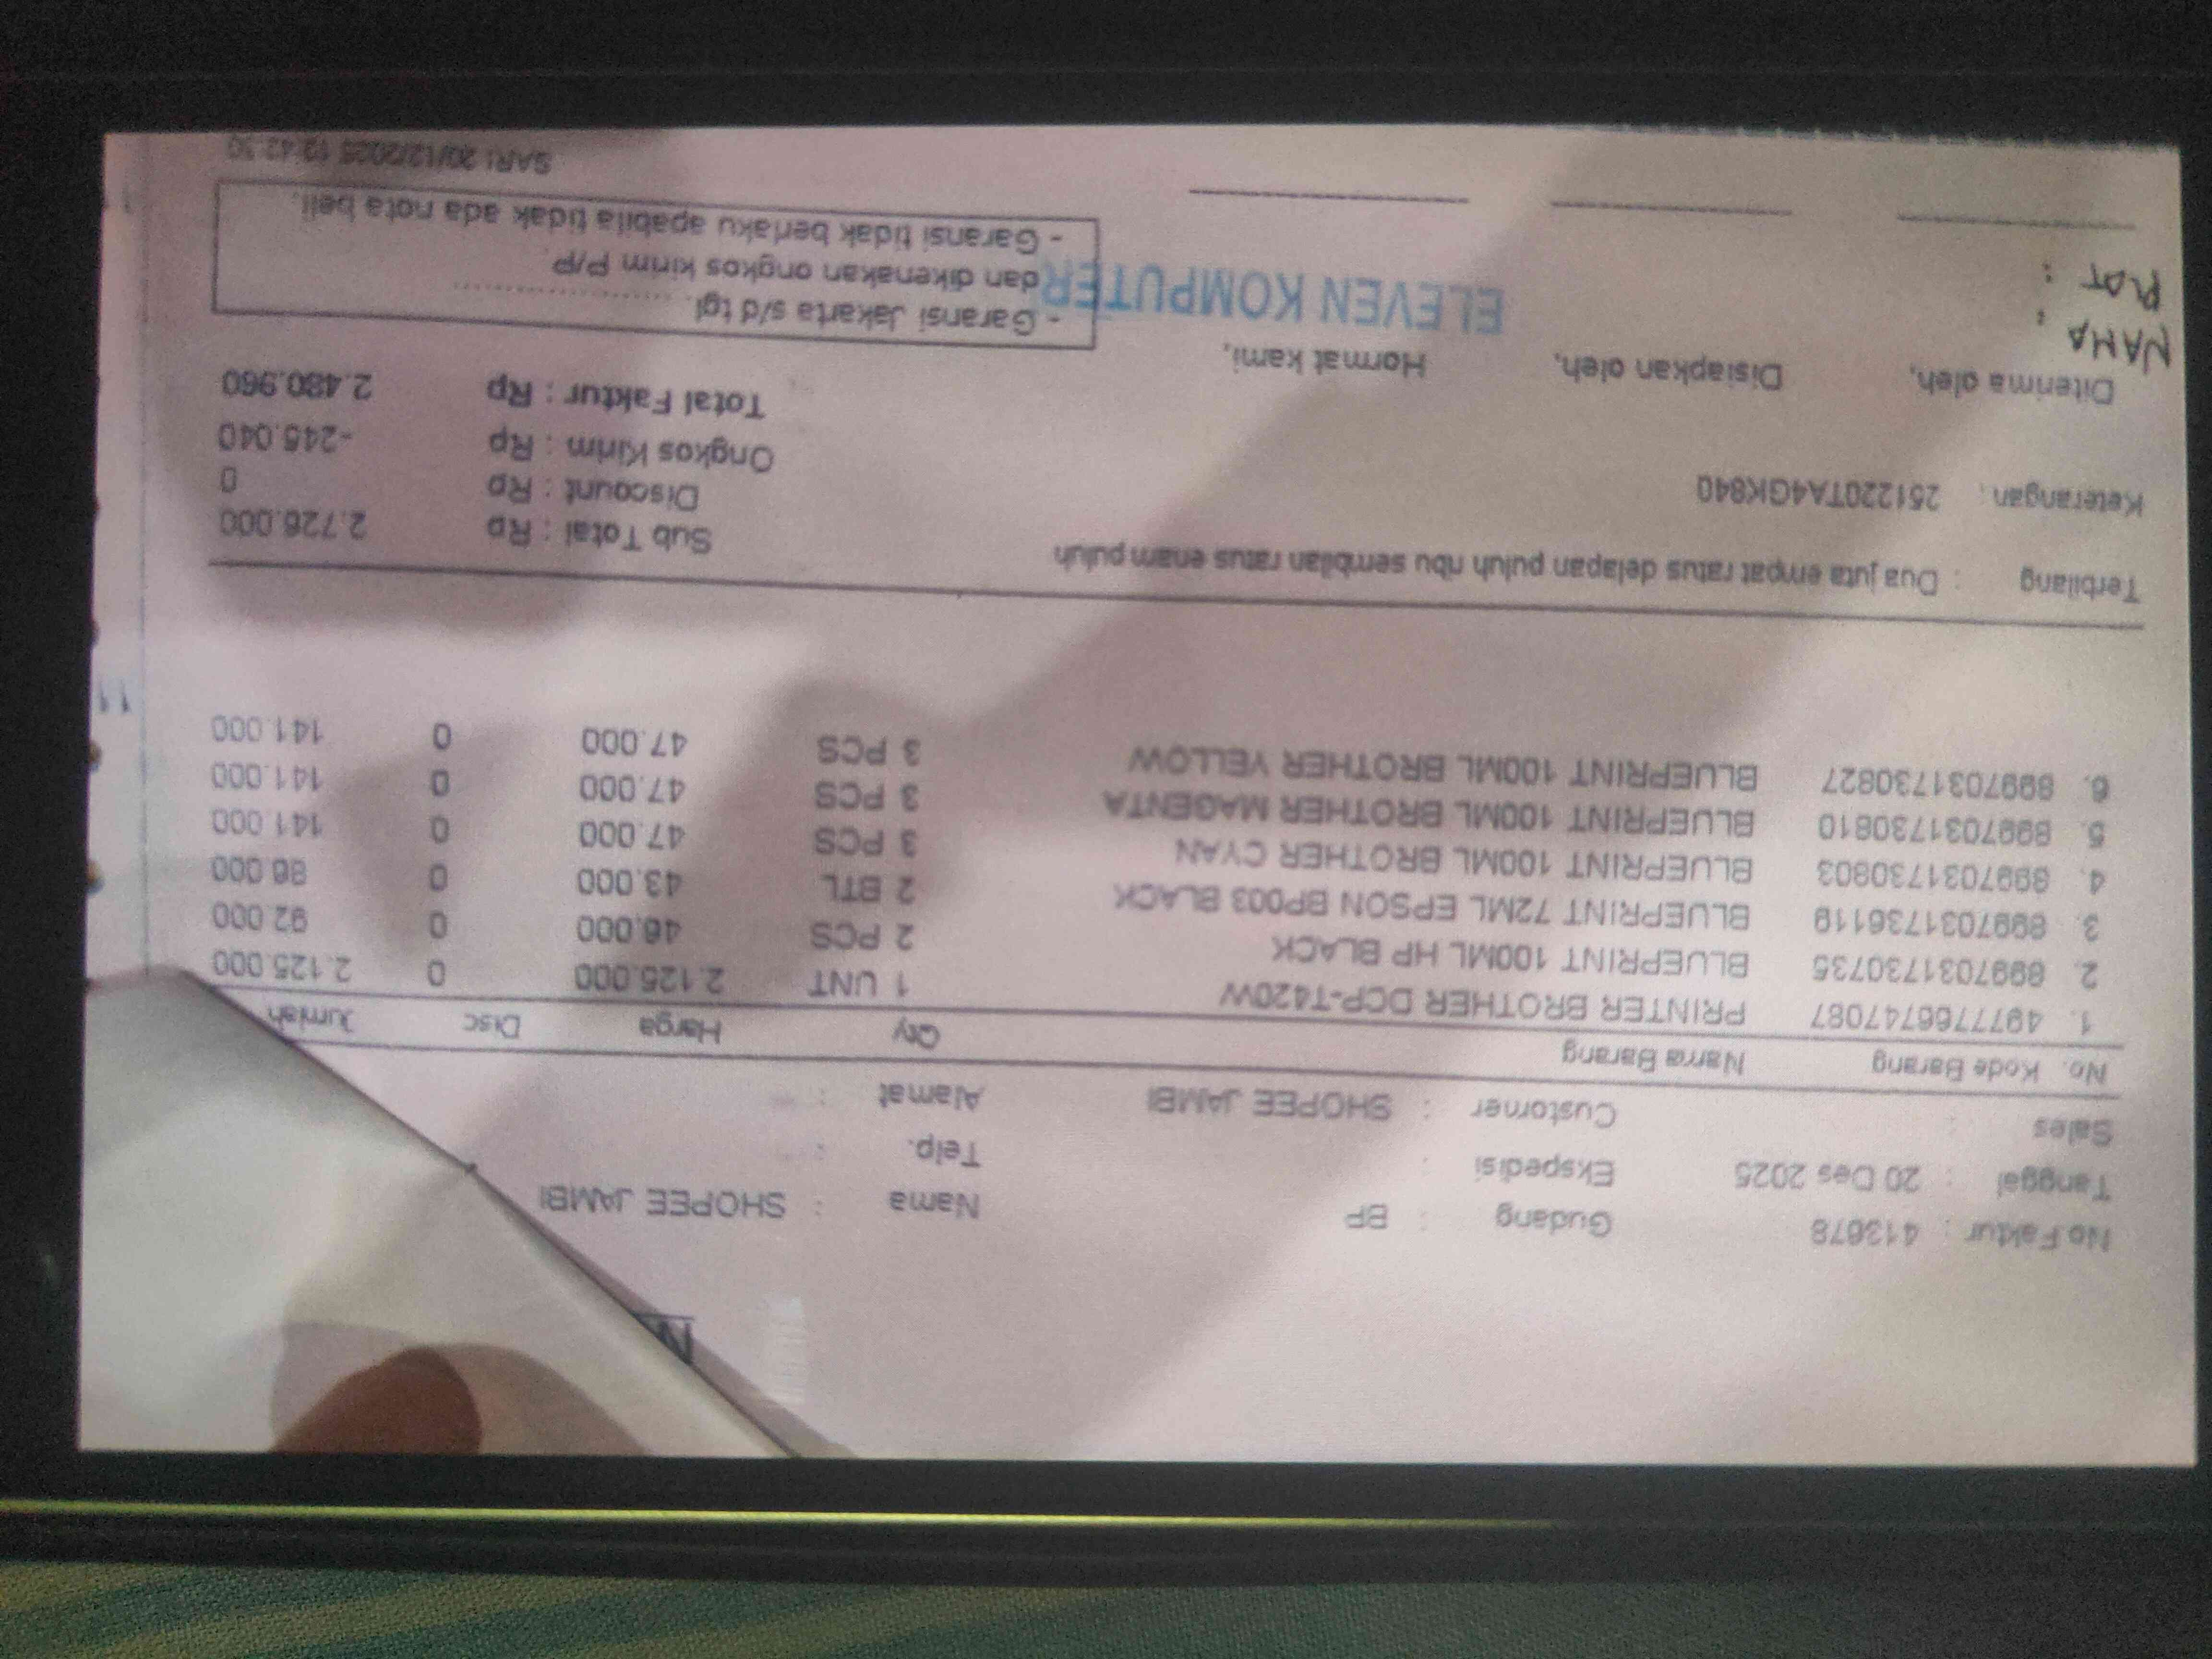 No Faktur : 413678 Gudang : BP Nama : SHOPEE JAMBI
Tanggal : 20 Des 2025 Ekspedisi : Telp. :
Sales : Customer : SHOPEE JAMBI Alamat :
No. Kode Barang Nama Barang Qty Harga Disc Jumlah
1. 4977766747087 PRINTER BROTHER DCP-T420W 1 UNT 2.125.000 0 2.125.000
2. 8997031730735 BLUEPRINT 100ML HP BLACK 2 PCS 46.000 0 92.000
3. 8997031736119 BLUEPRINT 72ML EPSON BP003 BLACK 2 BTL 43.000 0 86.000
4. 8997031730803 BLUEPRINT 100ML BROTHER CYAN 3 PCS 47.000 0 141.000
5. 8997031730810 BLUEPRINT 100ML BROTHER MAGENTA 3 PCS 47.000 0 141.000
6. 8997031730827 BLUEPRINT 100ML BROTHER YELLOW 3 PCS 47.000 0 141.000
11
Terbilang : Dua juta empat ratus delapan puluh ribu sembilan ratus enam puluh
Sub Total : Rp 2.726.000
Keterangan : 251220TA4GK840
Discount : Rp 0
Ongkos Kirim : Rp -245.040
Total Faktur : Rp 2.480.960
Diterima oleh, Disiapkan oleh, Hormat kami,
NAMA :
PLAT :
ELEVEN KOMPUTER
- Garansi Jakarta s/d tgl. ....................
dan dikenakan ongkos kirim P/P.
- Garansi tidak berlaku apabila tidak ada nota beli.
SARI 20/12/2025